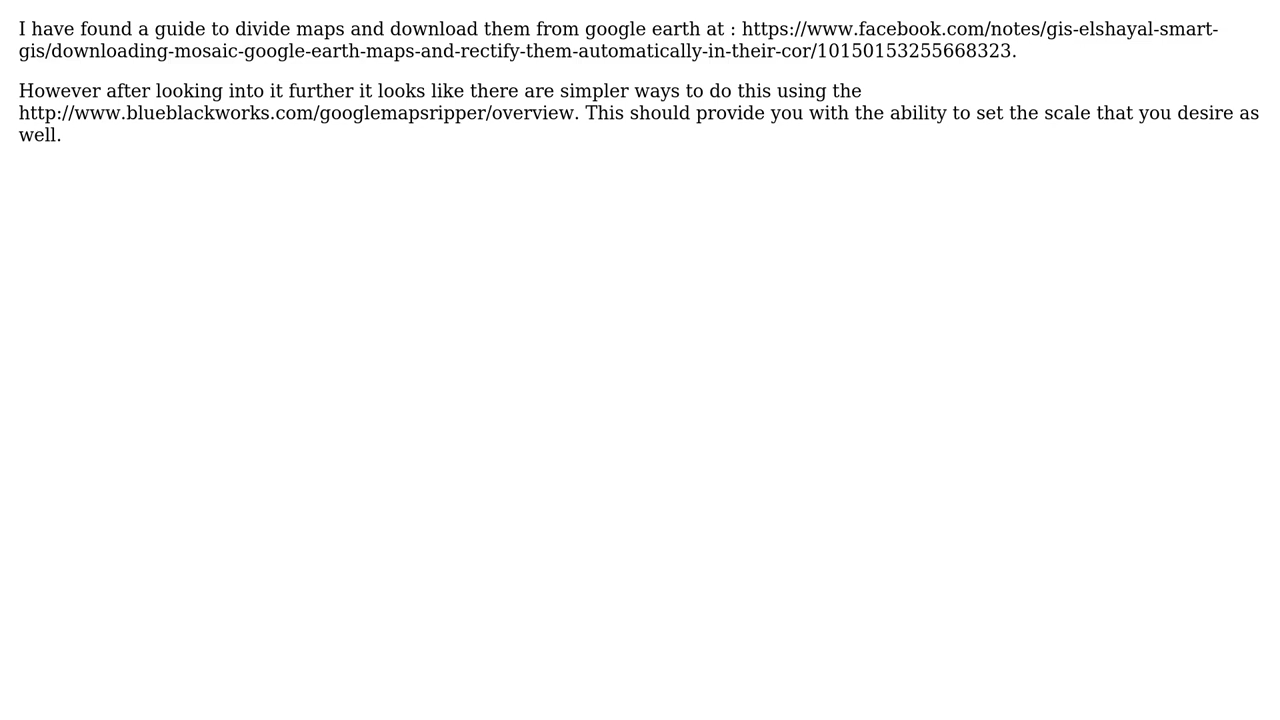 I have found a guide to divide maps and download them from google earth at : https://www.facebook.com/notes/gis-elshayal-smart-
gis/downloading-mosaic-google-earth-maps-and-rectify-them-automatically-in-their-cor/10150153255668323.
However after looking into it further it looks like there are simpler ways to do this using the
http://www.blueblackworks.com/googlemapsripper/overview. This should provide you with the ability to set the scale that you desire as
well.